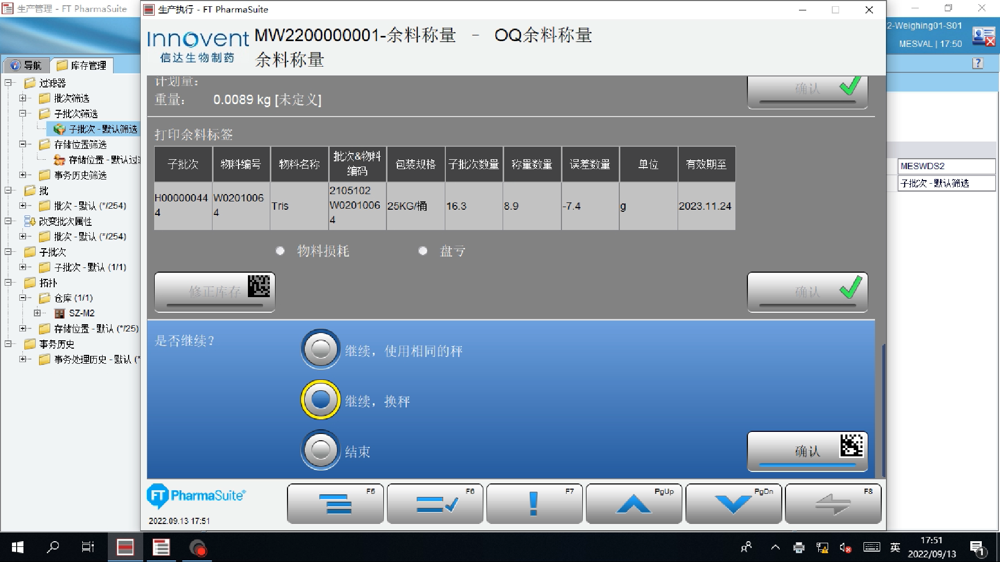 生产管理 - FT PharmaSuite
生产执行 - FT PharmaSuite
Innovent
信达生物制药
MW2200000001-余料称量 - OQ余料称量
余料称量
2-Weighing01-S01
MESVAL | 17:50
导航
库存管理
过滤器
批次筛选
子批次筛选
子批次 - 默认筛选
存储位置筛选
存储位置 - 默认过
事务历史筛选
批
批次 - 默认 (*/254)
改变批次属性
批次 - 默认 (*/254)
子批次
子批次 - 默认 (1/1)
拓扑
仓库 (1/1)
SZ-M2
存储位置 - 默认 (*/25)
事务历史
事务处理历史 - 默认 (*
计划量:
重量: 0.0089 kg [未定义]
确认
打印余料标签
子批次 物料编号 物料名称 批次&物料编码 包装规格 子批次数量 称量数量 误差数量 单位 有效期至
H000000444 W02010064 Tris 2105102 W02010064 25KG/桶 16.3 8.9 -7.4 g 2023.11.24
物料损耗 盘亏
修正库存 确认
是否继续?
继续，使用相同的秤
继续，换秤
结束
确认
MESWDS2
子批次 - 默认筛选
?
FT PharmaSuite®
2022.09.13 17:51
F5 F6 F7 PgUp PgDn F8
英
17:51
2022/09/13
1